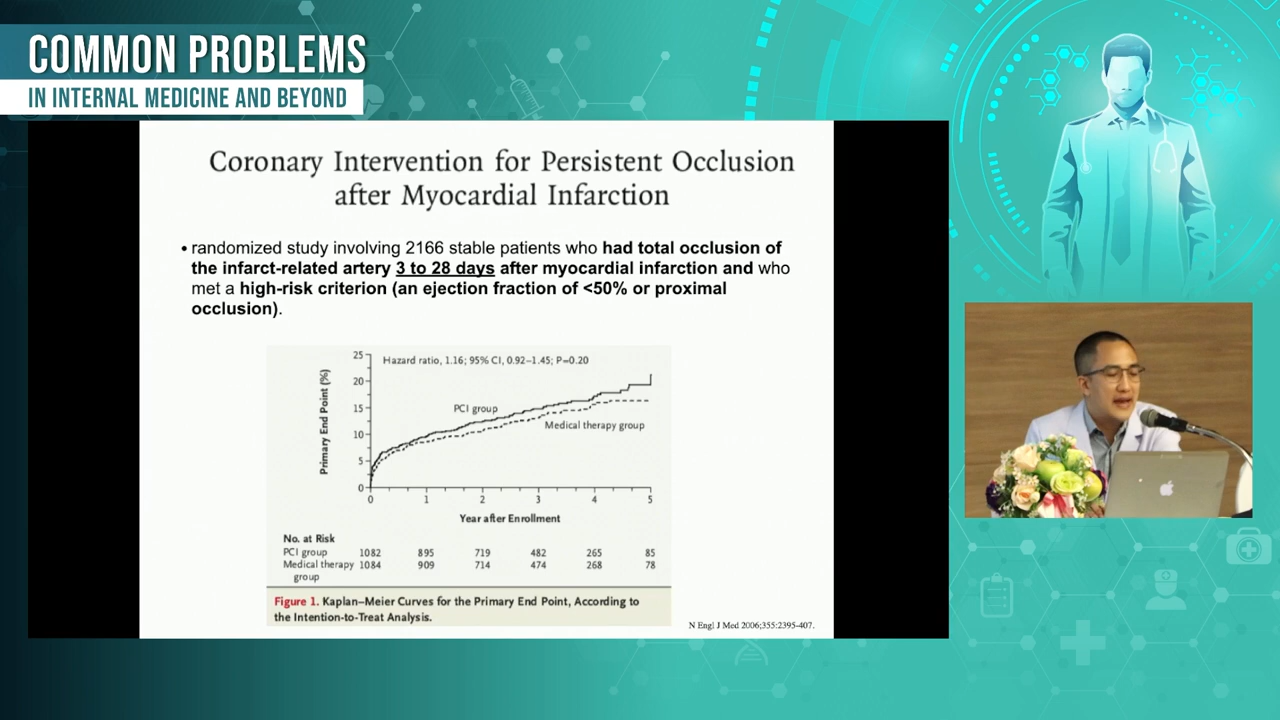 COMMON PROBLEMS
IN INTERNAL MEDICINE AND BEYOND
Coronary Intervention for Persistent Occlusion
after Myocardial Infarction
• randomized study involving 2166 stable patients who had total occlusion of
the infarct-related artery 3 to 28 days after myocardial infarction and who
met a high-risk criterion (an ejection fraction of <50% or proximal
occlusion).
Hazard ratio, 1.16; 95% CI, 0.92–1.45; P=0.20
Primary End Point (%)
25
20
15
10
5
0
PCI group
Medical therapy group
0 1 2 3 4 5
Year after Enrollment
No. at Risk
PCI group 1082 895 719 482 265 85
Medical therapy 1084 909 714 474 268 78
group
Figure 1. Kaplan–Meier Curves for the Primary End Point, According to
the Intention-to-Treat Analysis.
N Engl J Med 2006;355:2395-407.